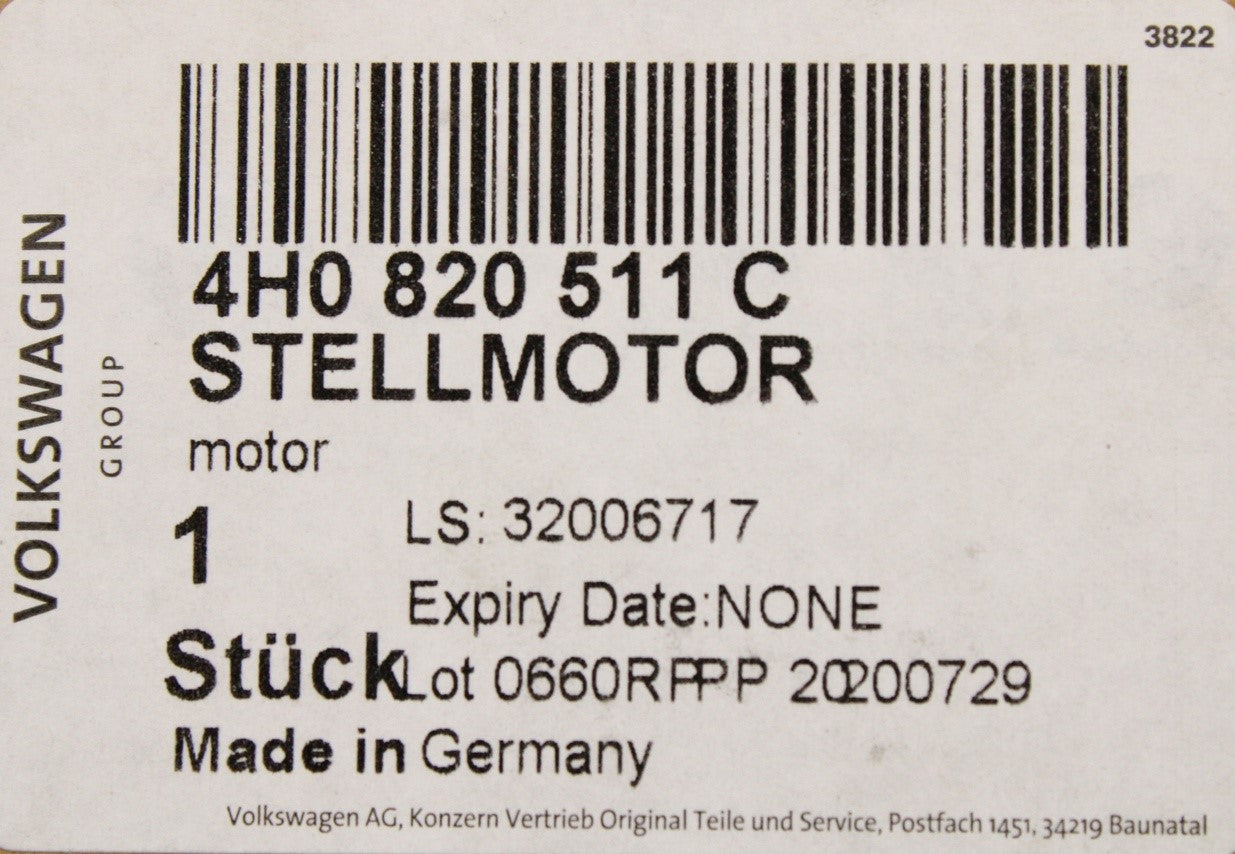 3822
VOLKSWAGEN
GROUP
4H0 820 511 C
STELLMOTOR
motor
1
LS: 32006717
Expiry Date:NONE
Stück
Lot 0660RPPPP 20200729
Made in Germany
Volkswagen AG, Konzern Vertrieb Original Teile und Service, Postfach 1451, 34219 Baunatal